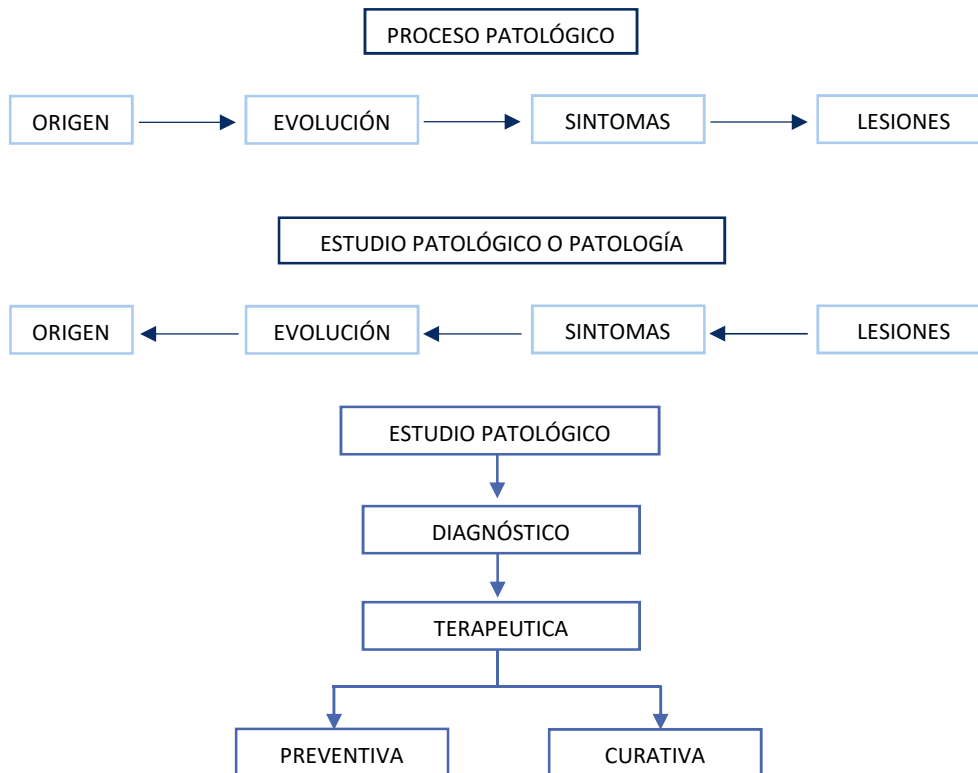 PROCESO PATOLÓGICO
ORIGEN EVOLUCIÓN SINTOMAS LESIONES
ESTUDIO PATOLÓGICO O PATOLOGÍA
ORIGEN EVOLUCIÓN SINTOMAS LESIONES
ESTUDIO PATOLÓGICO
DIAGNÓSTICO
TERAPEUTICA
PREVENTIVA CURATIVA